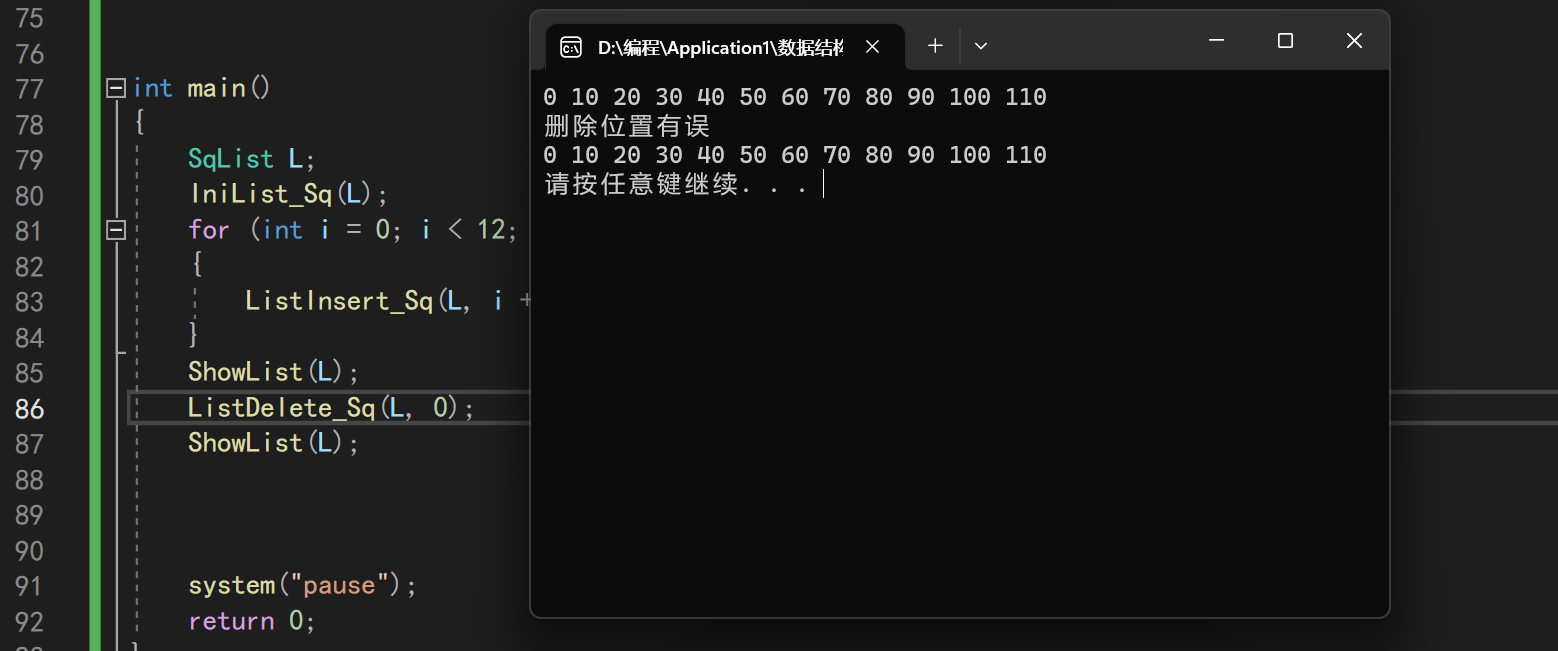 75
76
77 int main()
78 {
79 SqList L;
80 IniList_Sq(L);
81 for (int i = 0; i < 12;
82 {
83 ListInsert_Sq(L, i +
84 }
85 ShowList(L);
86 ListDelete_Sq(L, 0);
87 ShowList(L);
88
89
90
91 system("pause");
92 return 0;
D:\编程\Application1\数据结构
0 10 20 30 40 50 60 70 80 90 100 110
删除位置有误
0 10 20 30 40 50 60 70 80 90 100 110
请按任意键继续. . .